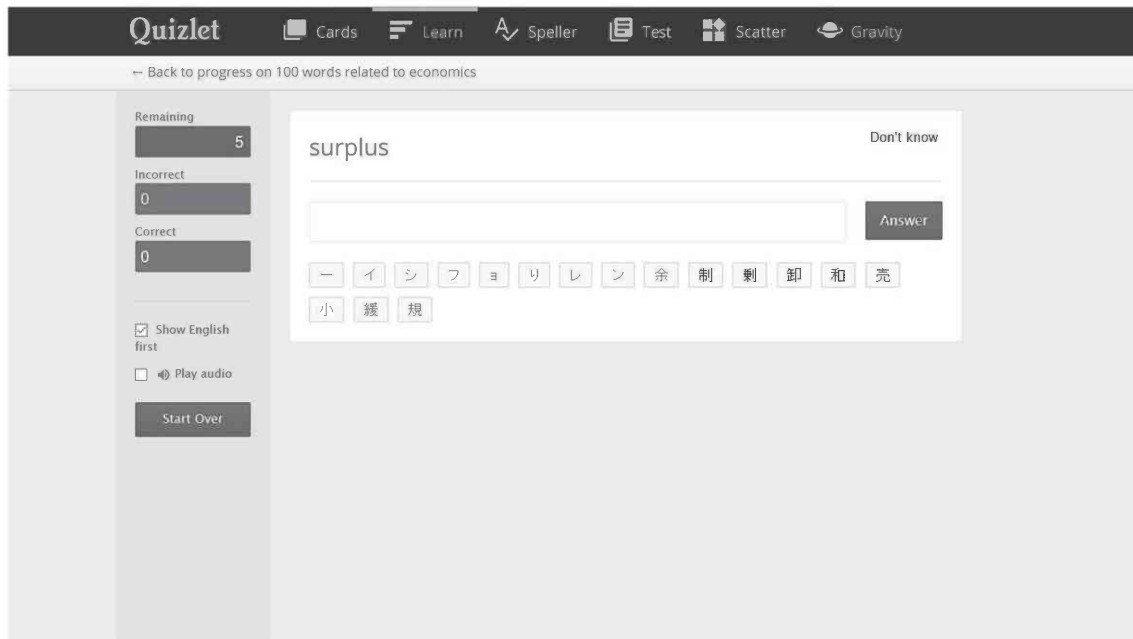 Quizlet Cards Learn Speller Test Scatter Gravity
← Back to progress on 100 words related to economics
Remaining
5
Incorrect
0
Correct
0
Show English
first
Play audio
Start Over
surplus
Don't know
Answer
ー イ シ フ ョ リ レ ン 余 制 剰 卸 和 売
小 緩 規